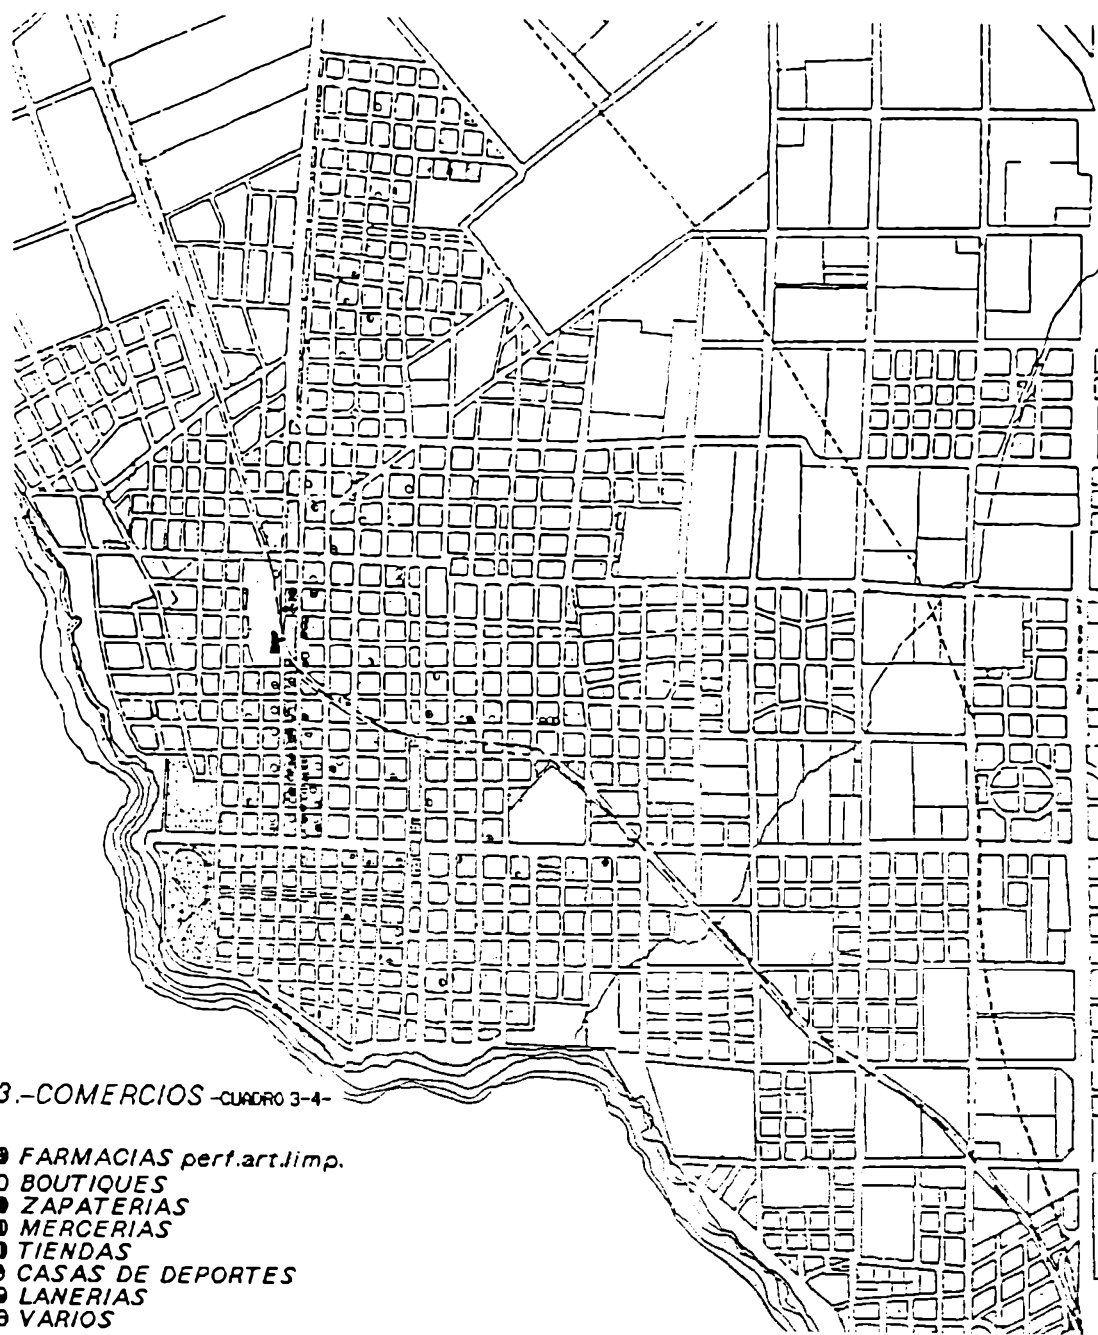 3.-COMERCIOS -CUADRO 3-4-
FARMACIAS perf.art.limp.
BOUTIQUES
ZAPATERIAS
MERCERIAS
TIENDAS
CASAS DE DEPORTES
LANERIAS
VARIOS